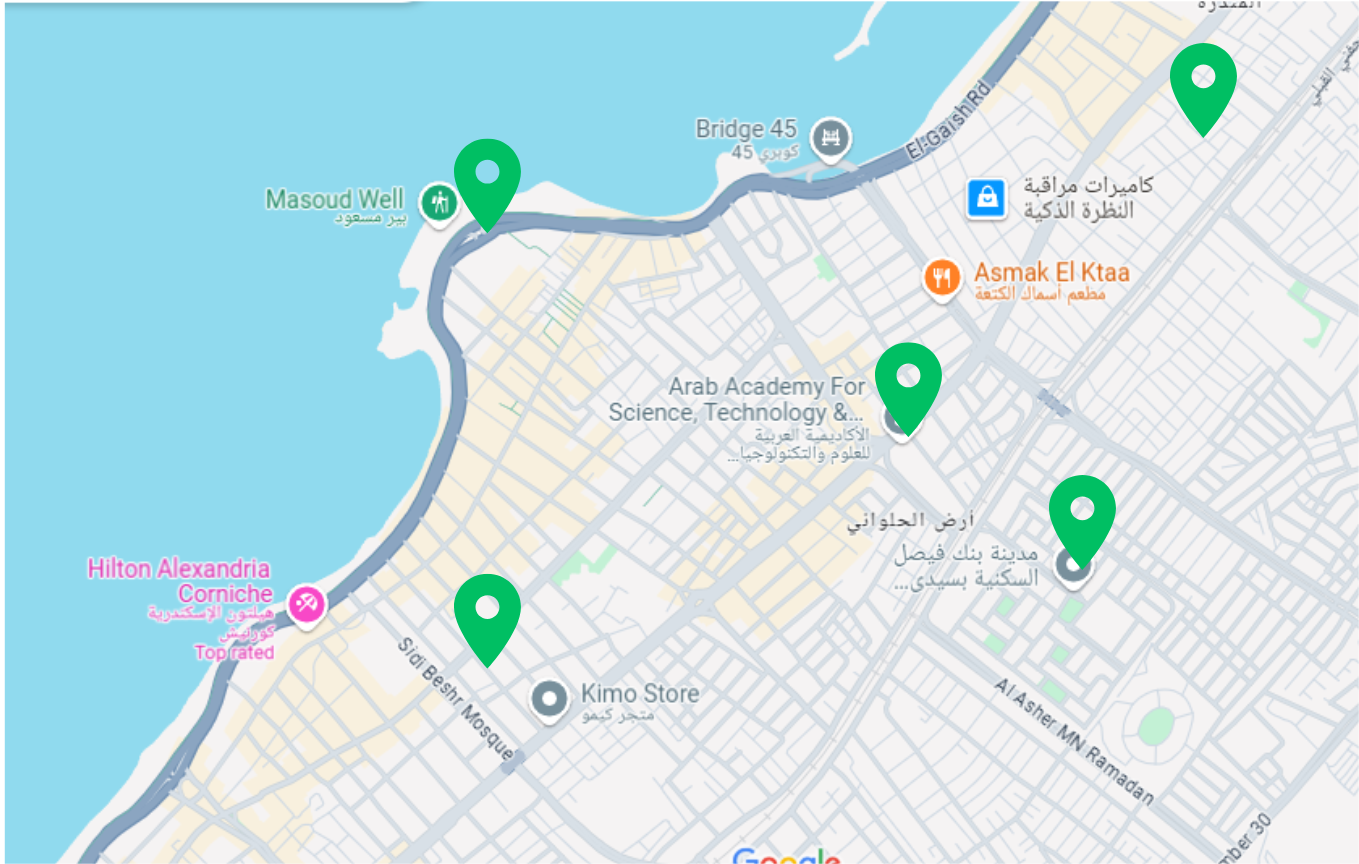 المندرة
Bridge 45
كوبري 45
El-Gaish Rd
Masoud Well
بير مسعود
كاميرات مراقبة
النظرة الذكية
Asmak El Ktaa
مطعم أسماك الكتعة
Arab Academy For
Science, Technology &...
الأكاديمية العربية
للعلوم والتكنولوجيا...
أرض الحلواني
مدينة بنك فيصل
السكنية بسيدى...
Hilton Alexandria
Corniche
هيلتون الإسكندرية
كورنيش
Top rated
Sidi Beshr Mosque
Kimo Store
متجر كيمو
Al Asher MN Ramadan
mber 30
Google